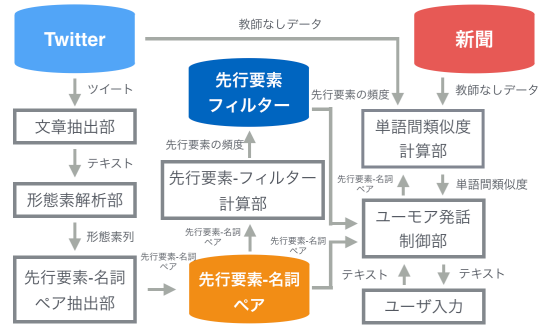 教師なしデータ
Twitter
新聞
ツイート
先行要素
フィルター
先行要素の頻度
教師なしデータ
文章抽出部
単語間類似度
計算部
テキスト
先行要素の頻度
形態素解析部
先行要素-フィルター
計算部
先行要素-名詞
ペア
単語間類似度
形態素列
先行要素-名詞
ペア
先行要素-名詞
ペア
ユーモア発話
制御部
先行要素-名詞
ペア抽出部
先行要素-名詞
ペア
先行要素-名詞
ペア
テキスト
テキスト
ユーザ入力